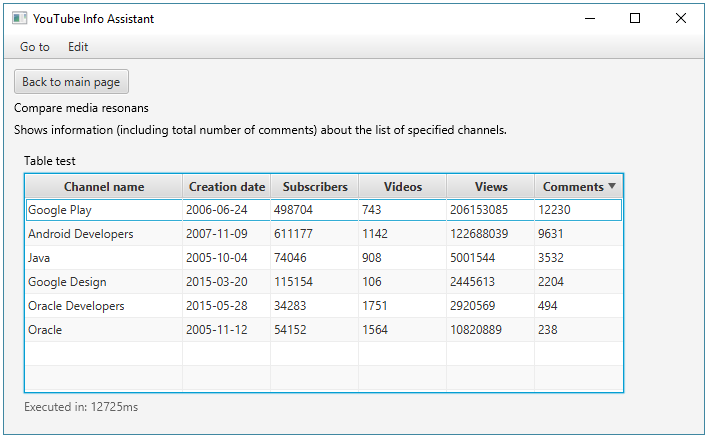 YouTube Info Assistant
Go to Edit
Back to main page
Compare media resonans
Shows information (including total number of comments) about the list of specified channels.
Table test
Channel name Creation date Subscribers Videos Views Comments
Google Play 2006-06-24 498704 743 206153085 12230
Android Developers 2007-11-09 611177 1142 122688039 9631
Java 2005-10-04 74046 908 5001544 3532
Google Design 2015-03-20 115154 106 2445613 2204
Oracle Developers 2015-05-28 34283 1751 2920569 494
Oracle 2005-11-12 54152 1564 10820889 238
Executed in: 12725ms